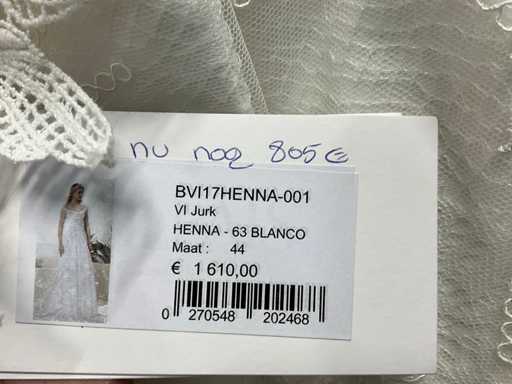 nu nog 805€
BVI17HENNA-001
VI Jurk
HENNA - 63 BLANCO
Maat : 44
€ 1 610,00
0 270548 202468